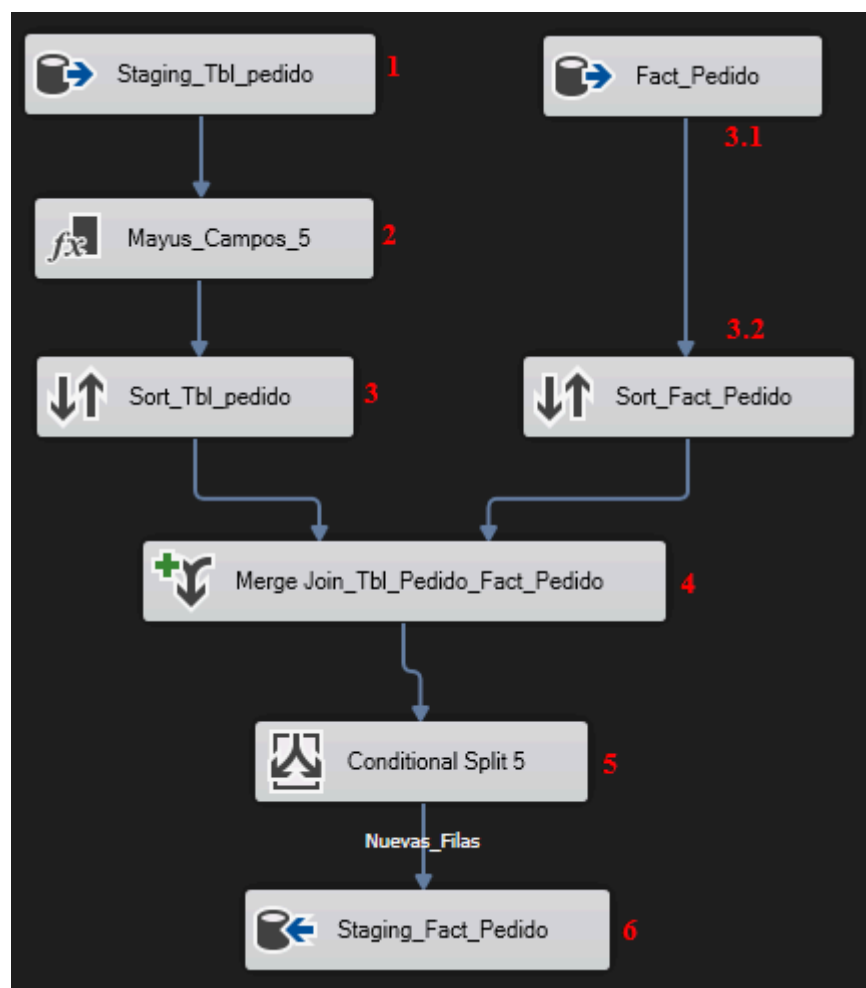 Staging_Tbl_pedido 1
Fact_Pedido
3.1
Mayus_Campos_5 2
3.2
Sort_Tbl_pedido 3
Sort_Fact_Pedido
Merge Join_Tbl_Pedido_Fact_Pedido 4
Conditional Split 5 5
Nuevas_Filas
Staging_Fact_Pedido 6